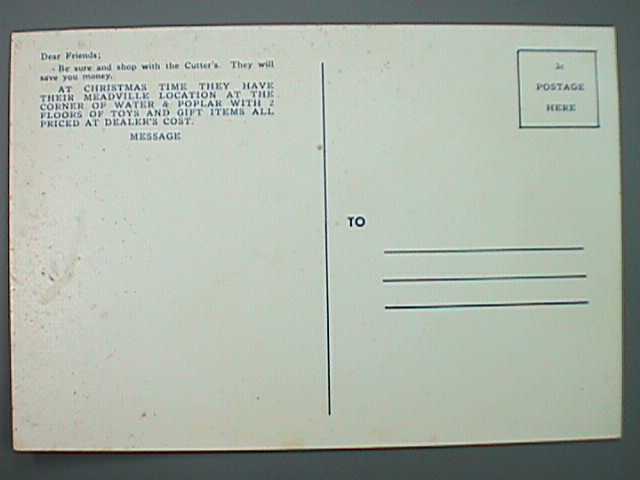 Dear Friends;
- Be sure and shop with the Cutter's. They will
save you money.
AT CHRISTMAS TIME THEY HAVE
THEIR MEADVILLE LOCATION AT THE
CORNER OF WATER & POPLAR WITH 2
FLOORS OF TOYS AND GIFT ITEMS ALL
PRICED AT DEALER'S COST.
MESSAGE
POSTAGE
HERE
TO